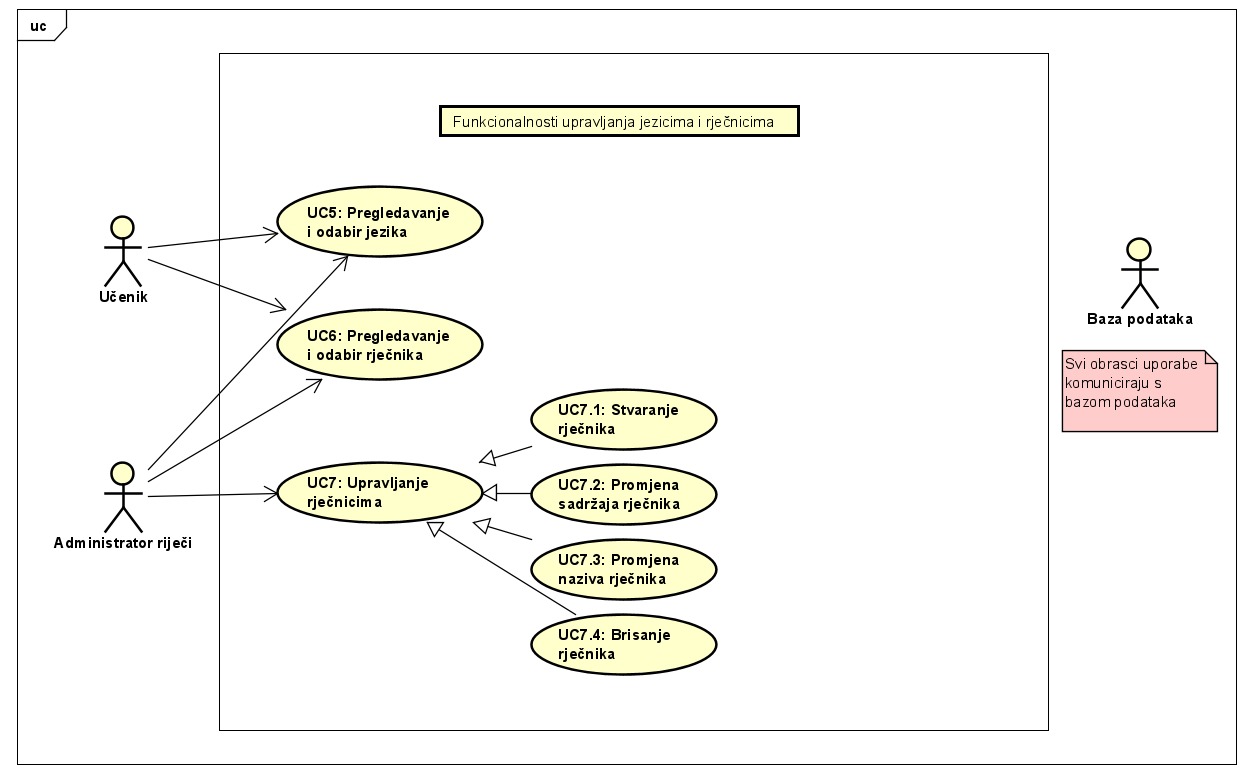 uc
Funkcionalnosti upravljanja jezicima i rječnicima
UC5: Pregledavanje
i odabir jezika
Učenik
UC6: Pregledavanje
i odabir rječnika
Baza podataka
Svi obrasci uporabe
komuniciraju s
bazom podataka
UC7.1: Stvaranje
rječnika
Administrator riječi
UC7: Upravljanje
rječnicima
UC7.2: Promjena
sadržaja rječnika
UC7.3: Promjena
naziva rječnika
UC7.4: Brisanje
rječnika